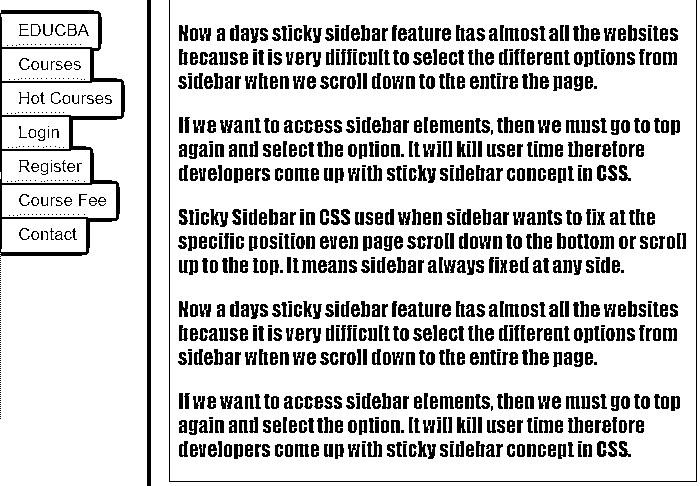 EDUCBA
Courses
Hot Courses
Login
Register
Course Fee
Contact
Now a days sticky sidebar feature has almost all the websites
because it is very difficult to select the different options from
sidebar when we scroll down to the entire the page.
If we want to access sidebar elements, then we must go to top
again and select the option. It will kill user time therefore
developers come up with sticky sidebar concept in CSS.
Sticky Sidebar in CSS used when sidebar wants to fix at the
specific position even page scroll down to the bottom or scroll
up to the top. It means sidebar always fixed at any side.
Now a days sticky sidebar feature has almost all the websites
because it is very difficult to select the different options from
sidebar when we scroll down to the entire the page.
If we want to access sidebar elements, then we must go to top
again and select the option. It will kill user time therefore
developers come up with sticky sidebar concept in CSS.